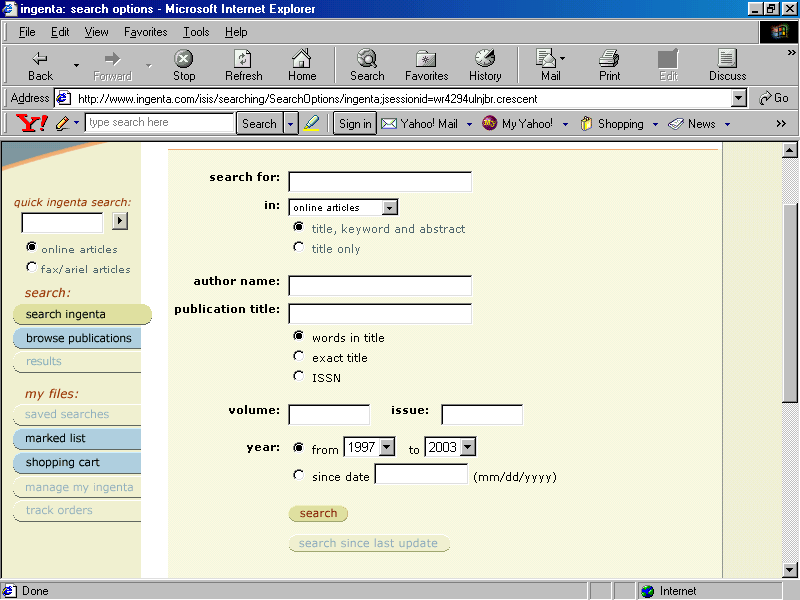 ingenta: search options - Microsoft Internet Explorer
File Edit View Favorites Tools Help
Back Forward Stop Refresh Home Search Favorites History Mail Print Edit Discuss »
Address http://www.ingenta.com/isis/searching/SearchOptions/ingenta;jsessionid=wr4294ulnjbr.crescent Go
Y! type search here Search Sign in Yahoo! Mail My Yahoo! Shopping News »
quick ingenta search:
online articles
fax/ariel articles
search:
search ingenta
browse publications
results
my files:
saved searches
marked list
shopping cart
manage my ingenta
track orders
search for:
in: online articles
title, keyword and abstract
title only
author name:
publication title:
words in title
exact title
ISSN
volume: issue:
year: from 1997 to 2003
since date (mm/dd/yyyy)
search
search since last update
Done Internet